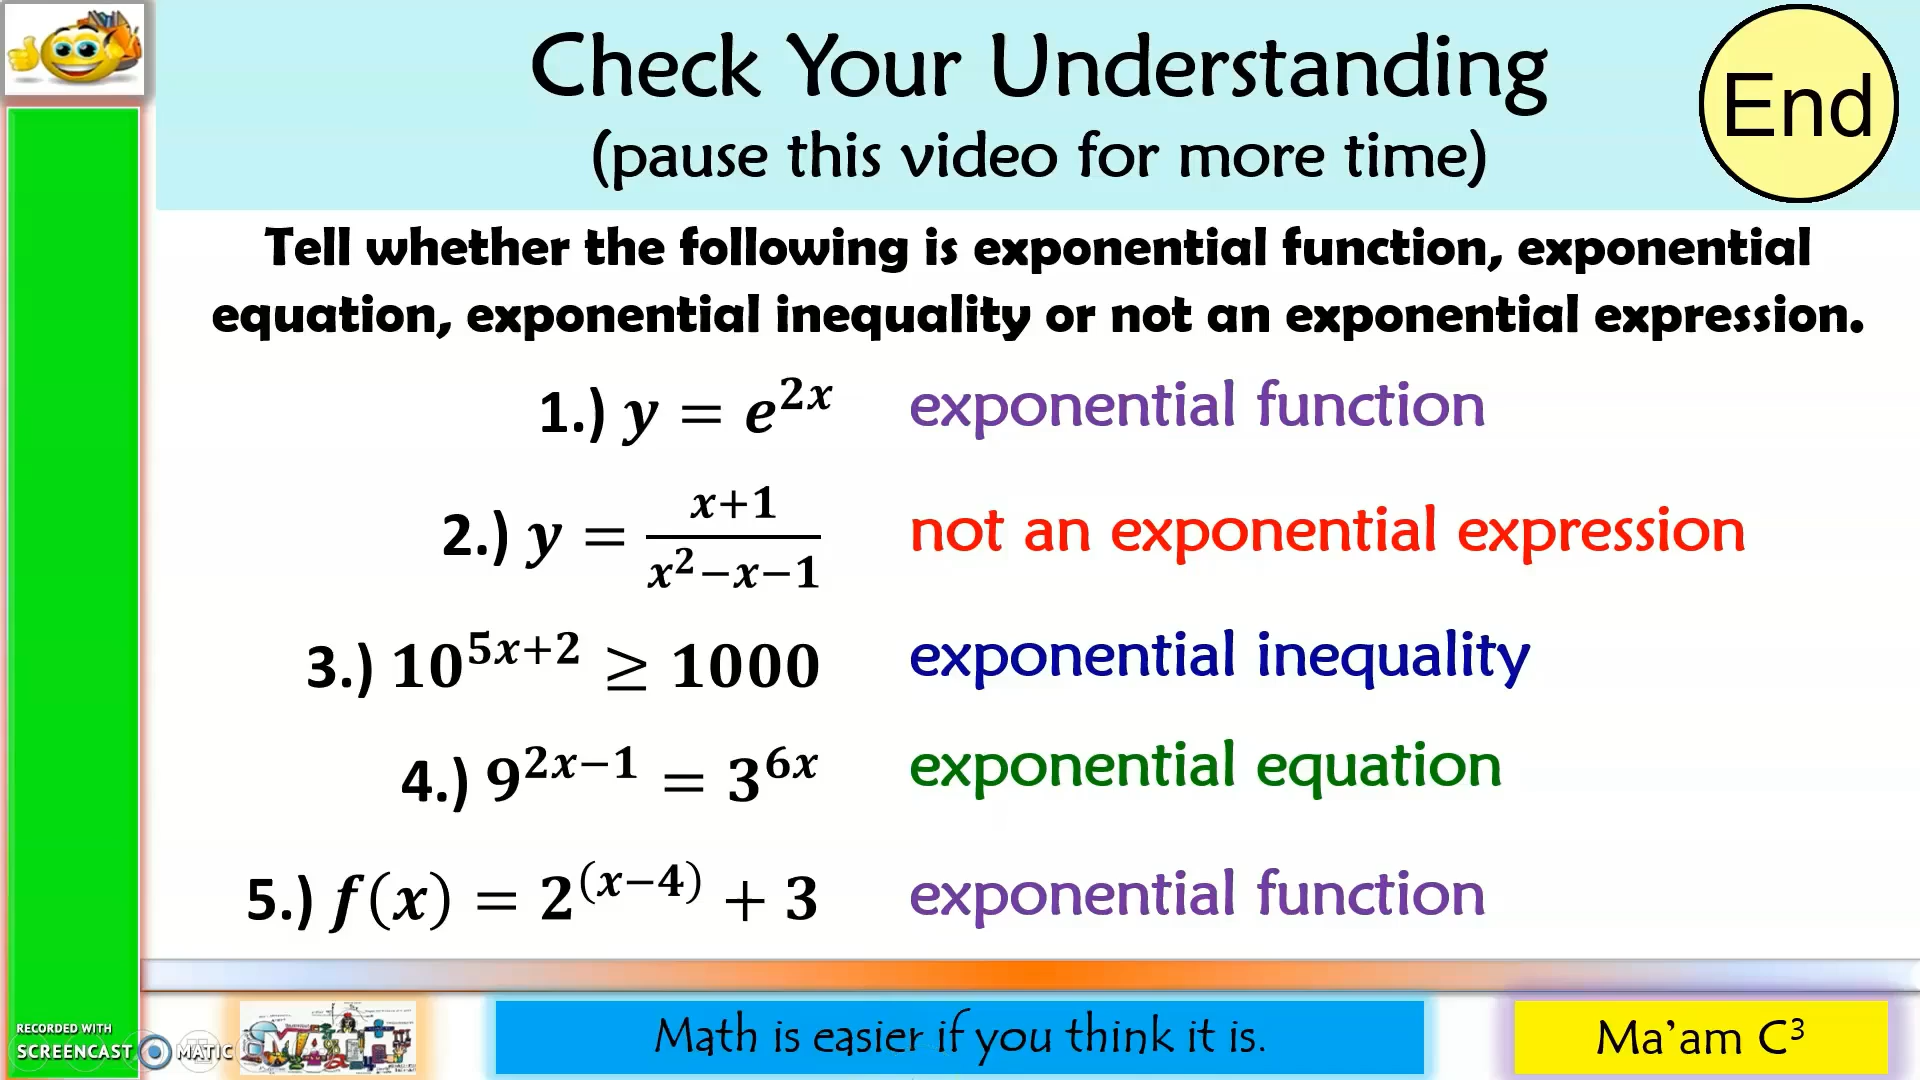 Check Your Understanding
(pause this video for more time)
End
Tell whether the following is exponential function, exponential
equation, exponential inequality or not an exponential expression.
1.) y = e^{2x} exponential function
2.) y = \frac{x+1}{x^2-x-1} not an exponential expression
3.) 10^{5x+2} ≥ 1000 exponential inequality
4.) 9^{2x-1} = 3^{6x} exponential equation
5.) f(x) = 2^{(x-4)} + 3 exponential function
RECORDED WITH
SCREENCAST MATIC
MATH
Math is easier if you think it is.
Ma'am C³